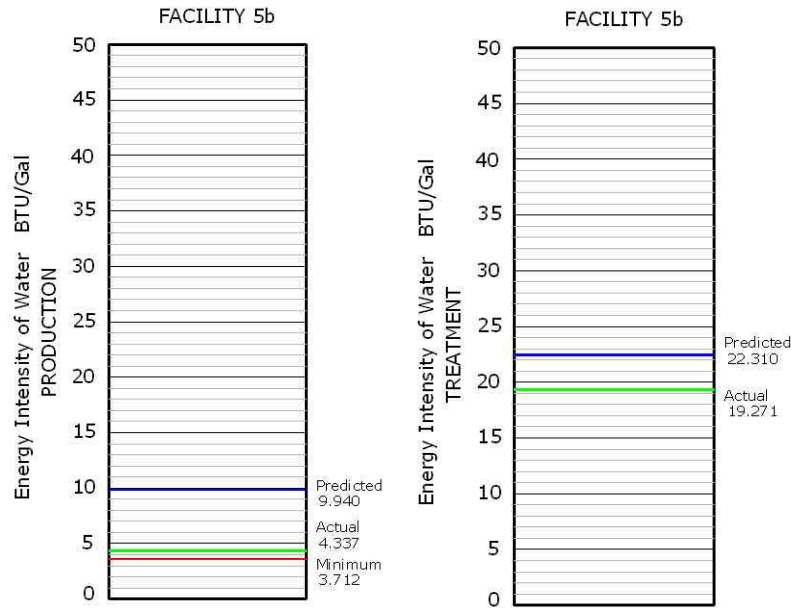 FACILITY 5b
50
45
40
35
30
25
20
15
10
5
0
Energy Intensity of Water BTU/Gal
PRODUCTION
Predicted
9.940
Actual
4.337
Minimum
3.712
FACILITY 5b
50
45
40
35
30
25
20
15
10
5
0
Energy Intensity of Water BTU/Gal
TREATMENT
Predicted
22.310
Actual
19.271